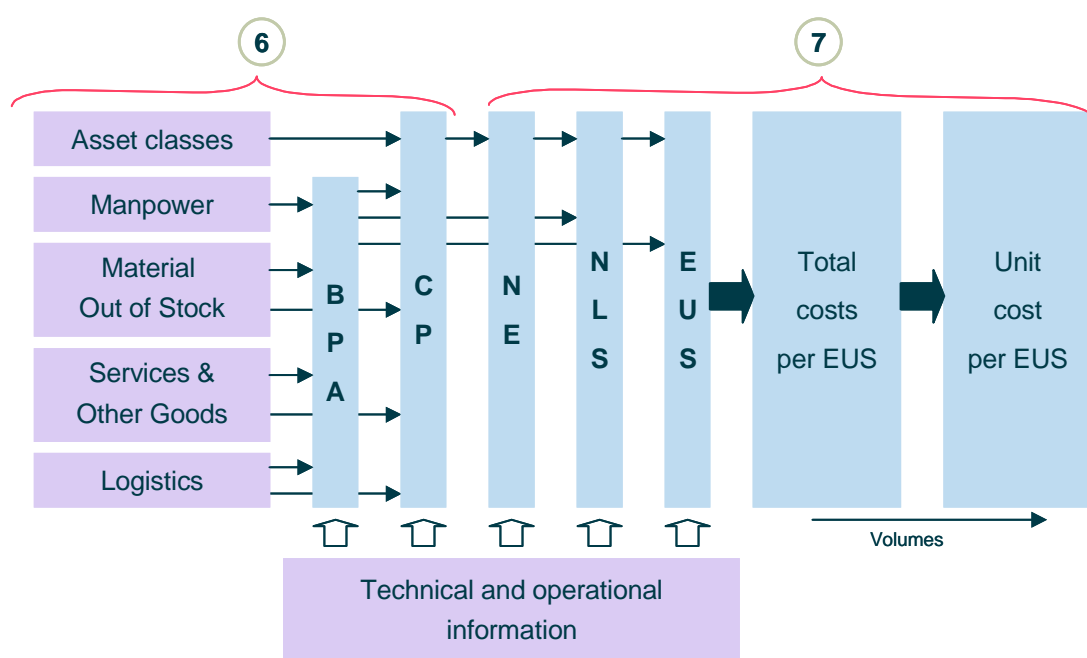 6
7
Asset classes
Manpower
Material
Out of Stock
Services &
Other Goods
Logistics
B
P
A
C
P
N
E
N
L
S
E
U
S
Total
costs
per EUS
Unit
cost
per EUS
Volumes
Technical and operational
information